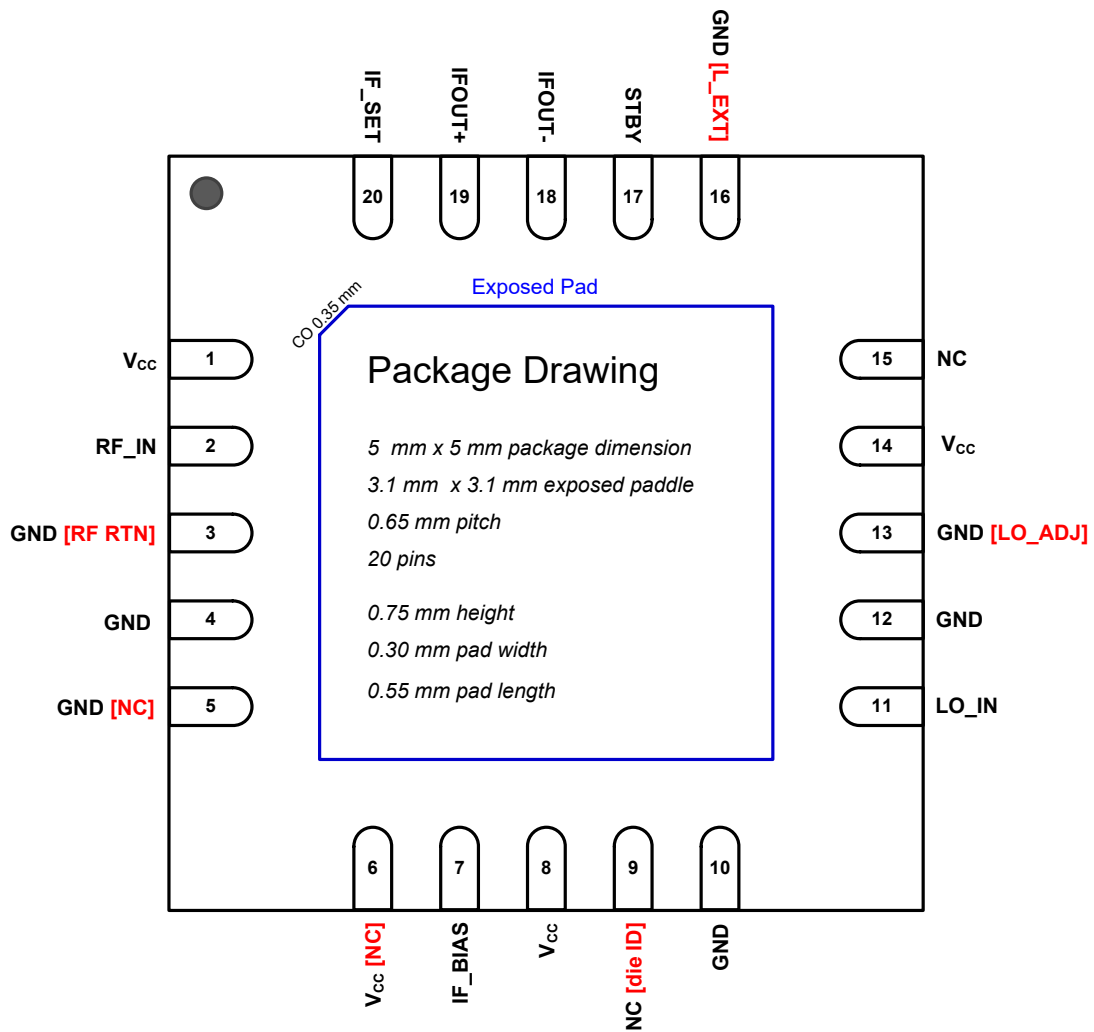 IF_SET
IFOUT+
IFOUT-
STBY
GND [L_EXT]
20
19
18
17
16
Exposed Pad
CO 0.35 mm
Vcc
1
RF_IN
2
GND [RF RTN]
3
GND
4
GND [NC]
5
Package Drawing
5 mm x 5 mm package dimension
3.1 mm x 3.1 mm exposed paddle
0.65 mm pitch
20 pins
0.75 mm height
0.30 mm pad width
0.55 mm pad length
15
NC
14
Vcc
13
GND [LO_ADJ]
12
GND
11
LO_IN
6
7
8
9
10
Vcc [NC]
IF_BIAS
Vcc
NC [die ID]
GND